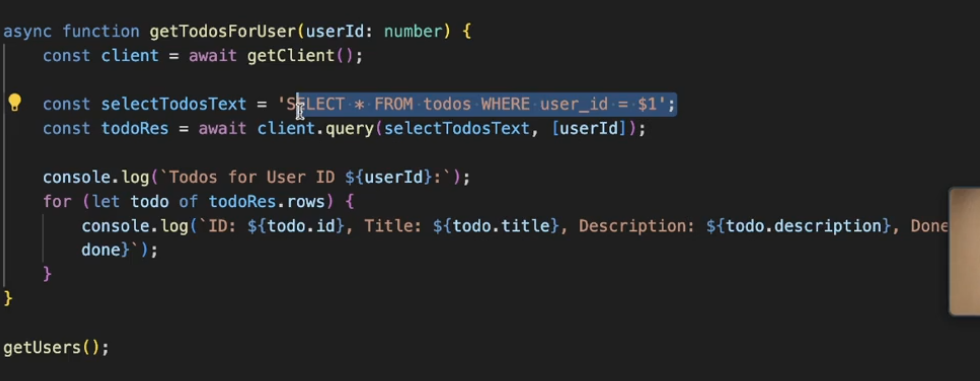 async function getTodosForUser(userId: number) {
const client = await getClient();
const selectTodosText = 'SELECT * FROM todos WHERE user_id = $1';
const todoRes = await client.query(selectTodosText, [userId]);
console.log(`Todos for User ID ${userId}:`);
for (let todo of todoRes.rows) {
console.log(`ID: ${todo.id}, Title: ${todo.title}, Description: ${todo.description}, Done
done}`);
}
}
getUsers();